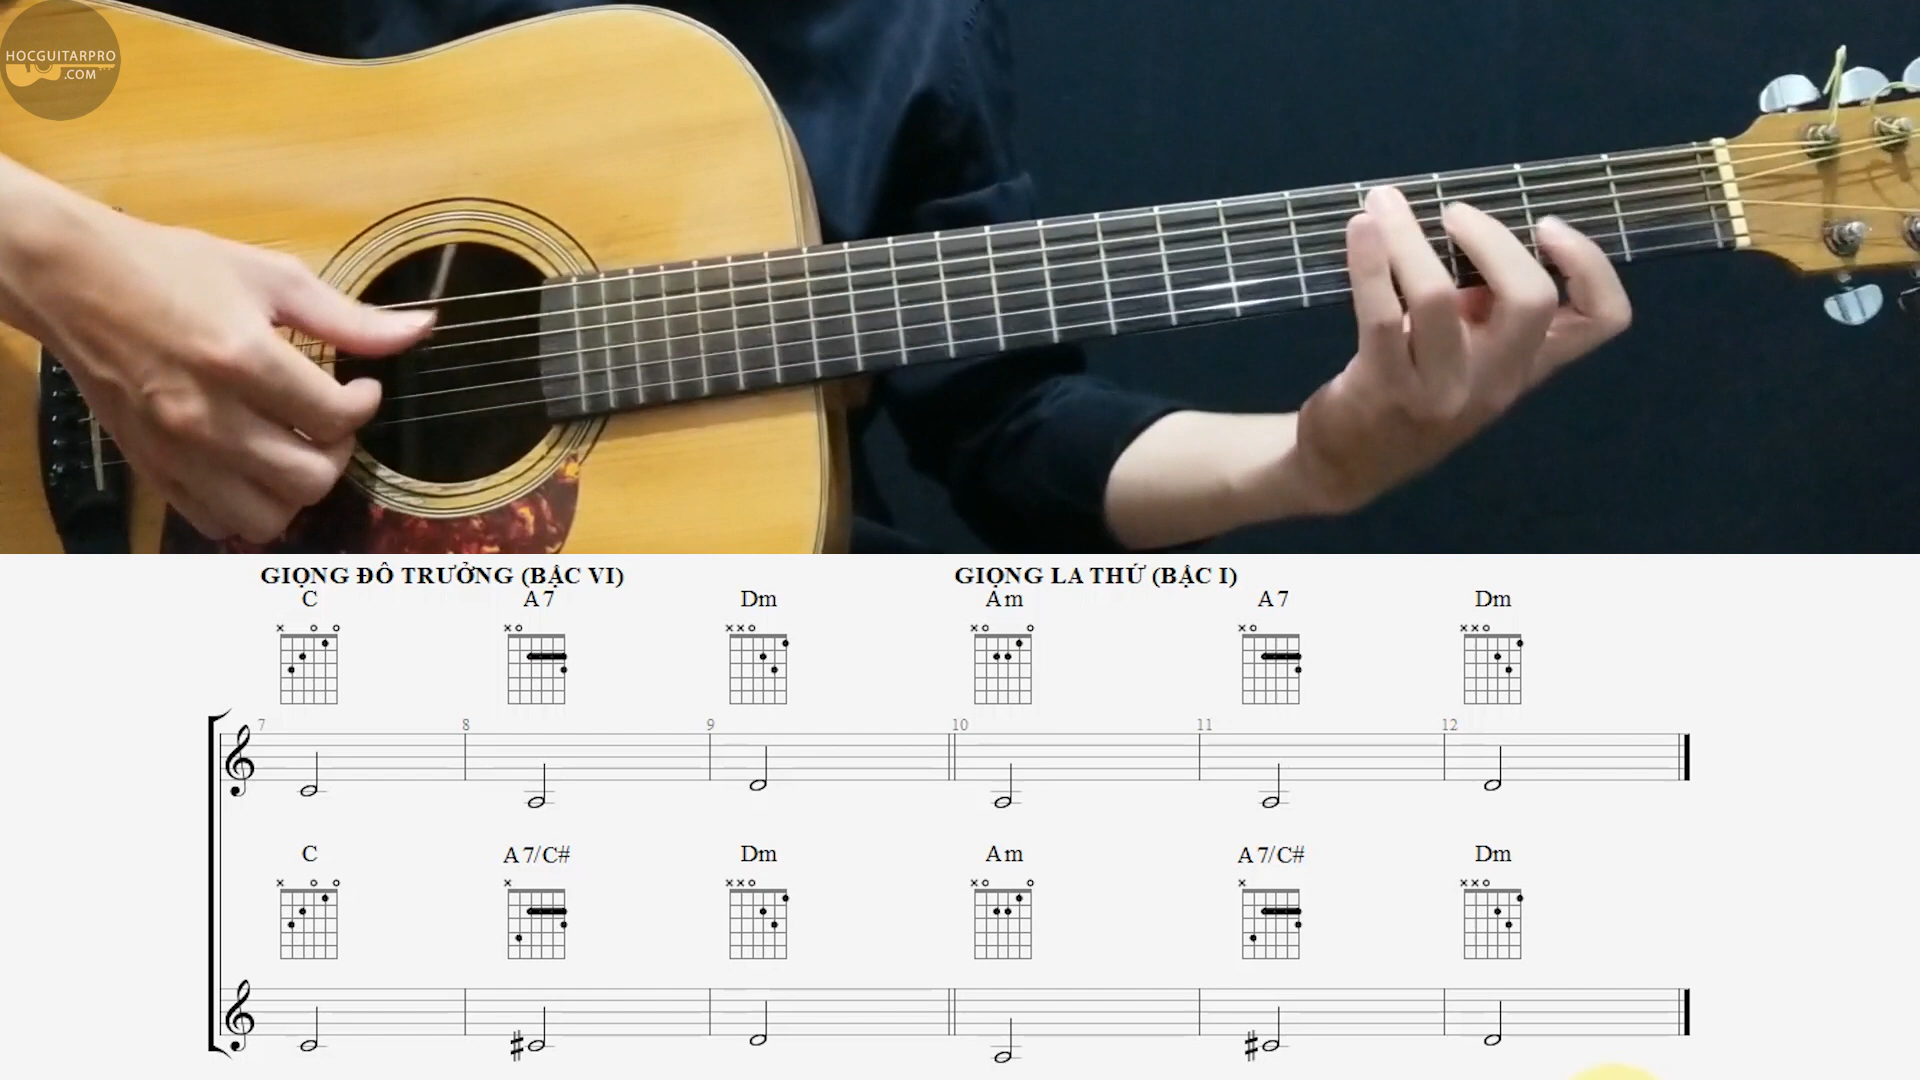 HOCGUITARPRO
.COM
GIỌNG ĐÔ TRƯỞNG (BẬC VI) GIỌNG LA THỨ (BẬC I)
C A7 Dm Am A7 Dm
7 8 9 10 11 12
C A7/C# Dm Am A7/C# Dm